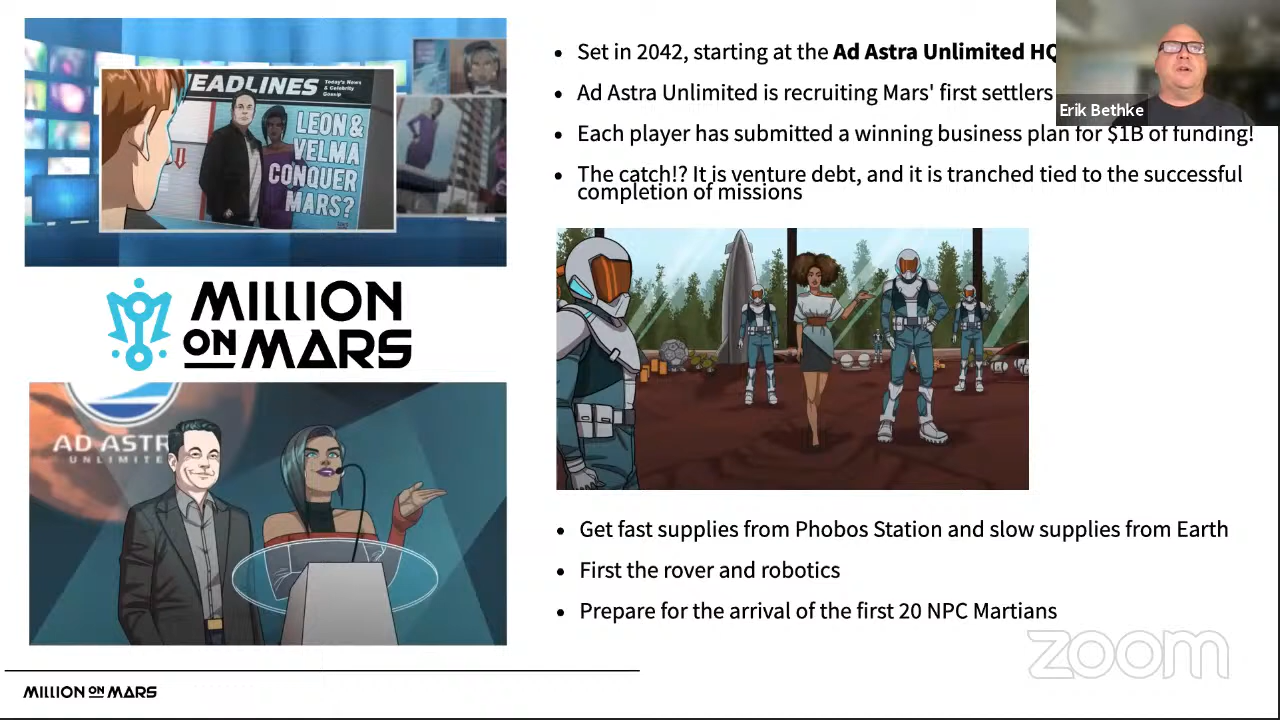 HEADLINES
Today's News
& Celebrity
Gossip
LEON &
VELMA
CONQUER
MARS?
MILLION
ON MARS
AD ASTR
UNLIMITE
• Set in 2042, starting at the Ad Astra Unlimited HQ
• Ad Astra Unlimited is recruiting Mars' first settlers
• Each player has submitted a winning business plan for $1B of funding!
• The catch!? It is venture debt, and it is tranched tied to the successful
completion of missions
Erik Bethke
• Get fast supplies from Phobos Station and slow supplies from Earth
• First the rover and robotics
• Prepare for the arrival of the first 20 NPC Martians
zoom
MILLION ON MARS